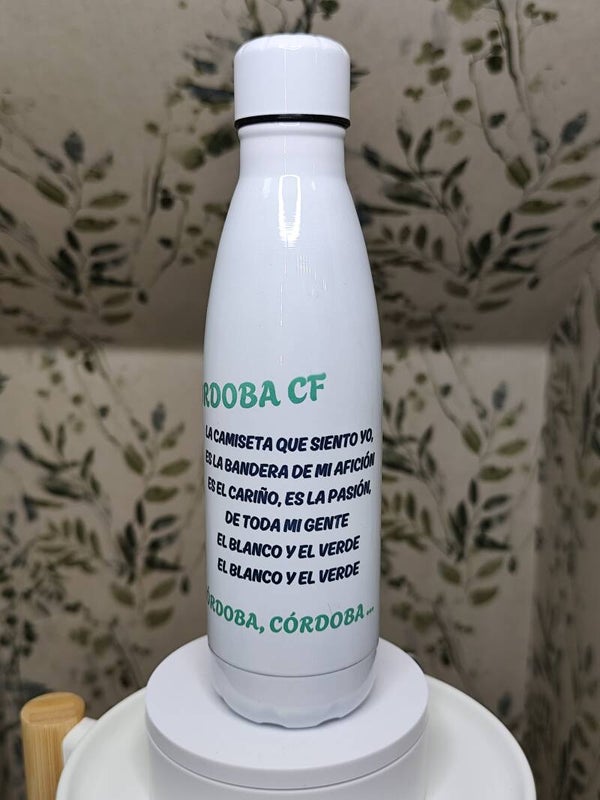 RDOBA CF
LA CAMISETA QUE SIENTO YO,
ES LA BANDERA DE MI AFICIÓN
ES EL CARIÑO, ES LA PASIÓN,
DE TODA MI GENTE
EL BLANCO Y EL VERDE
EL BLANCO Y EL VERDE
ÓRDOBA, CÓRDOBA...